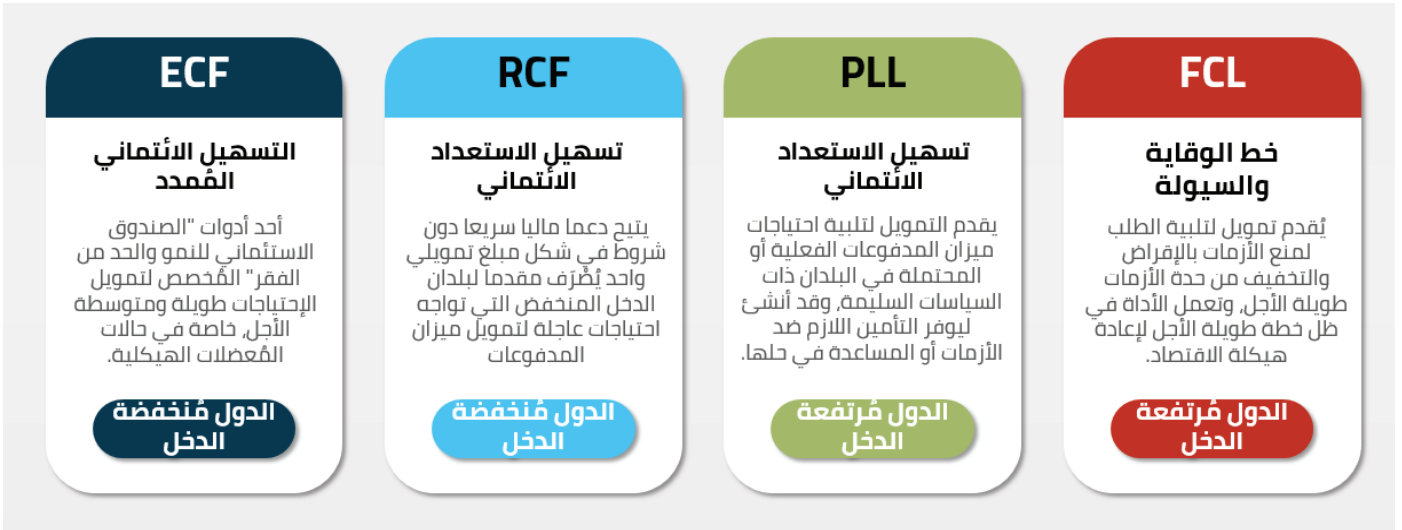 FCL
خط الوقاية
والسيولة
يُقدم تمويل لتلبية الطلب
لمنع الأزمات بالإقراض
والتخفيف من حدة الأزمات
طويلة الأجل، وتعمل الأداة في
ظل خطة طويلة الأجل لإعادة
هيكلة الاقتصاد.
الدول مُرتفعة
الدخل
PLL
تسهيل الاستعداد
الائتماني
يقدم التمويل لتلبية احتياجات
ميزان المدفوعات الفعلية أو
المحتملة في البلدان ذات
السياسات السليمة، وقد أنشئ
ليوفر التأمين اللازم ضد
الأزمات أو المساعدة في حلها.
الدول مُرتفعة
الدخل
RCF
تسهيل الاستعداد
الائتماني
يتيح دعما ماليا سريعا دون
شروط في شكل مبلغ تمويلي
واحد يُصْرَف مقدما لبلدان
الدخل المنخفض التي تواجه
احتياجات عاجلة لتمويل ميزان
المدفوعات
الدول مُنخفضة
الدخل
ECF
التسهيل الائتماني
المُمدد
أحد أدوات "الصندوق
الاستئماني للنمو والحد من
الفقر" المُخصص لتمويل
الإحتياجات طويلة ومتوسطة
الأجل، خاصة في حالات
المُعضلات الهيكلية.
الدول مُنخفضة
الدخل